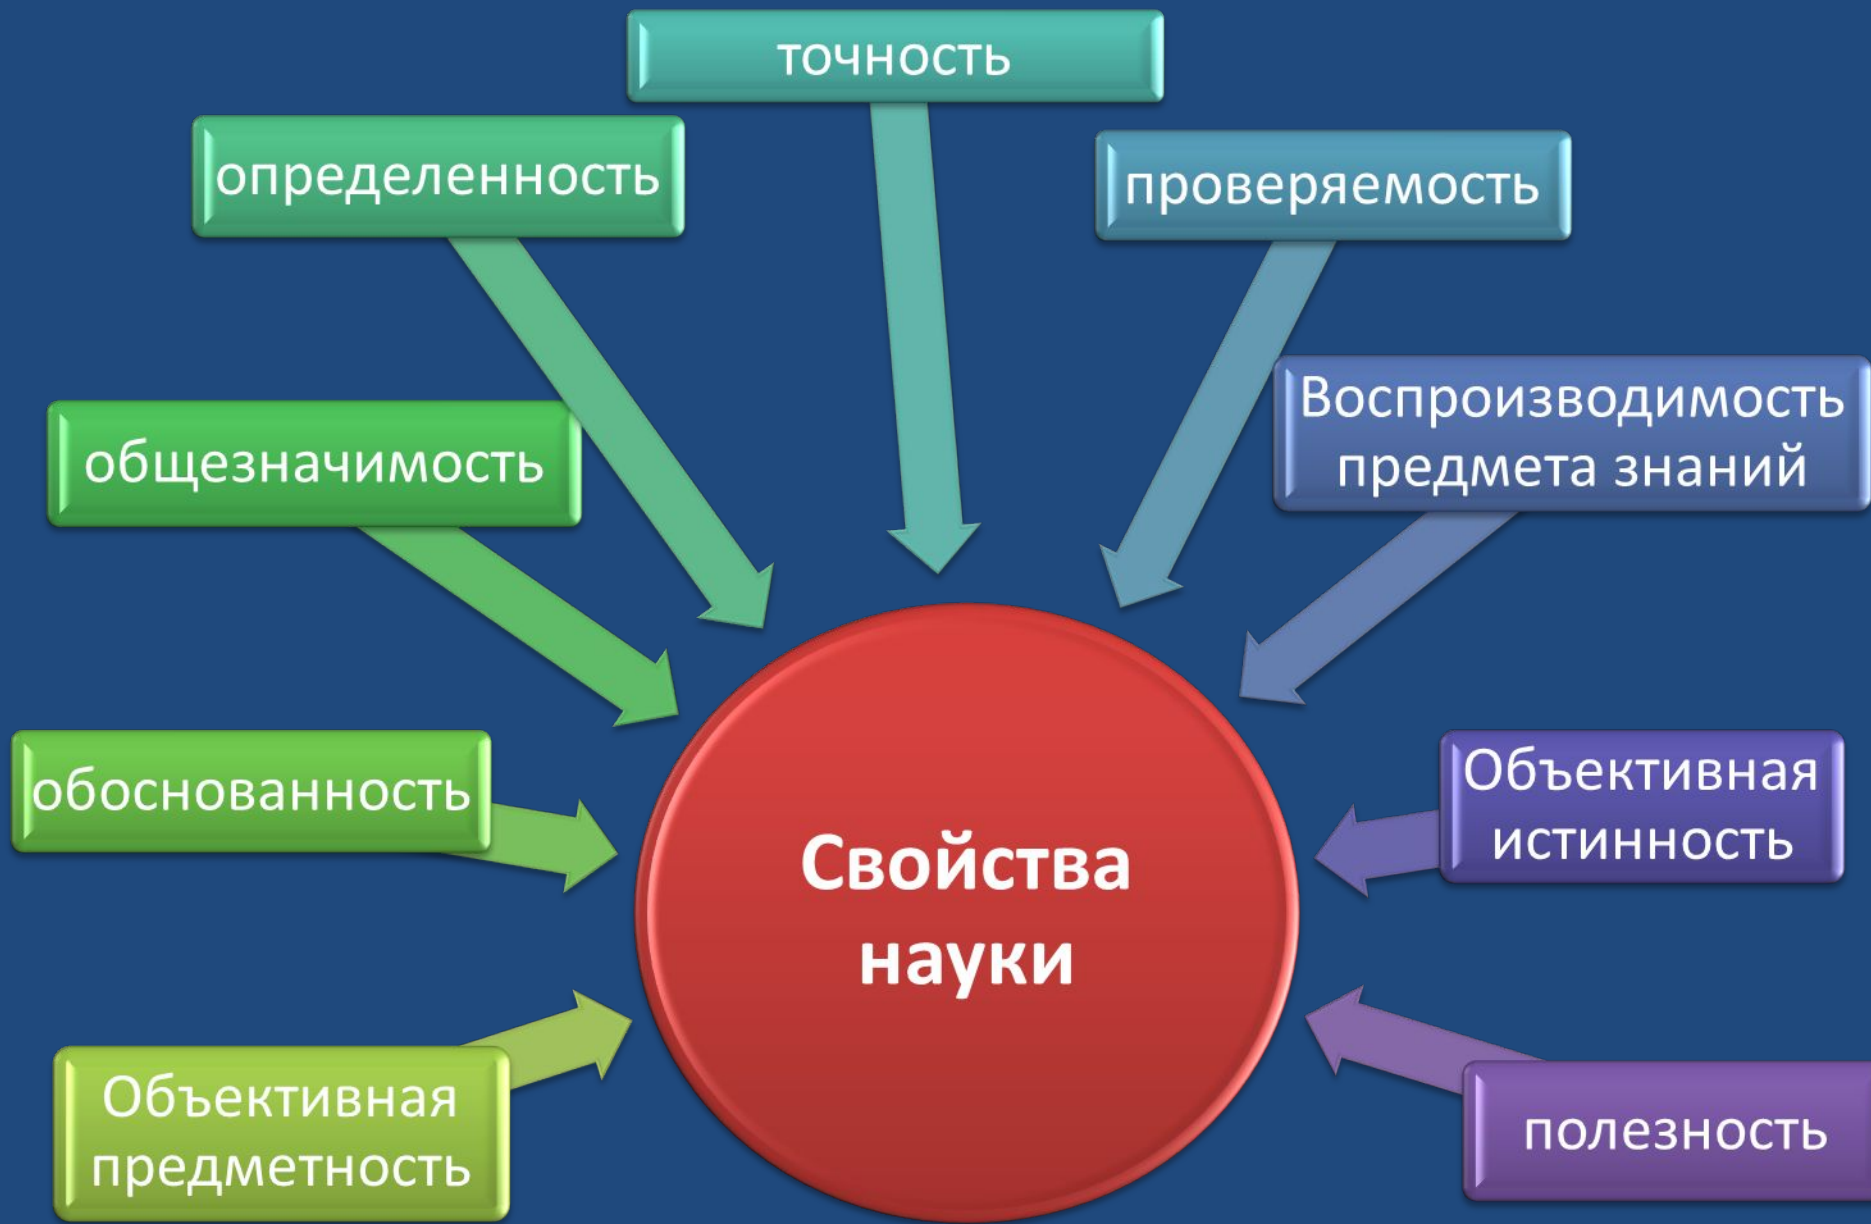 точность
определенность
проверяемость
Воспроизводимость
предмета знаний
общезначимость
обоснованность
Объективная
истинность
Свойства
науки
Объективная
предметность
полезность